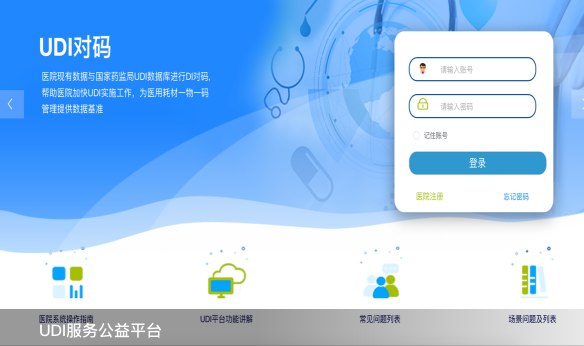 UDI对码
医院现有数据与国家药监局UDI数据库进行DI对码,
帮助医院加快UDI实施工作，为医用耗材一物一码
管理提供数据基准
请输入账号
请输入密码
记住账号
登录
医院注册
忘记密码
医院系统操作指南
UDI平台功能讲解
常见问题列表
场景问题及列表
UDI服务公益平台